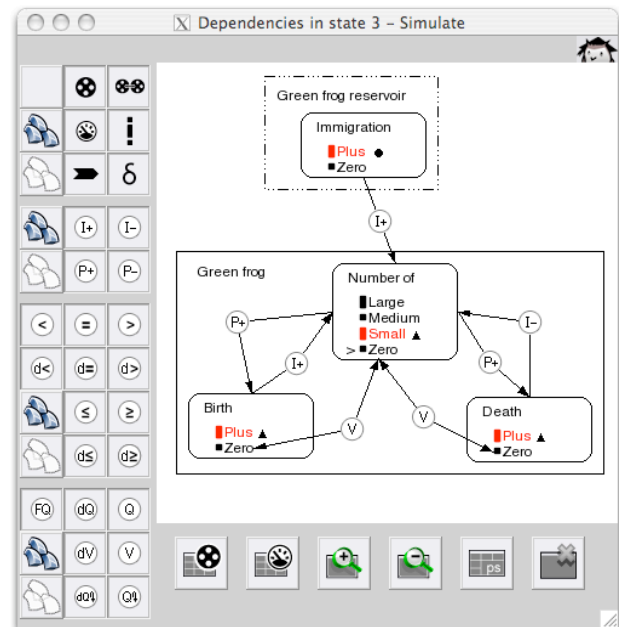 X Dependencies in state 3 – Simulate
Green frog reservoir
Immigration
Plus
Zero
I+
Green frog
Number of
Large
Medium
Small
> Zero
P+
I+
I-
P+
Birth
Plus
Zero
V
V
Death
Plus
Zero
!
δ
I+ I-
P+ P-
< = >
d< d= d>
≤ ≥
d≤ d≥
FQ dQ Q
dV V
ps